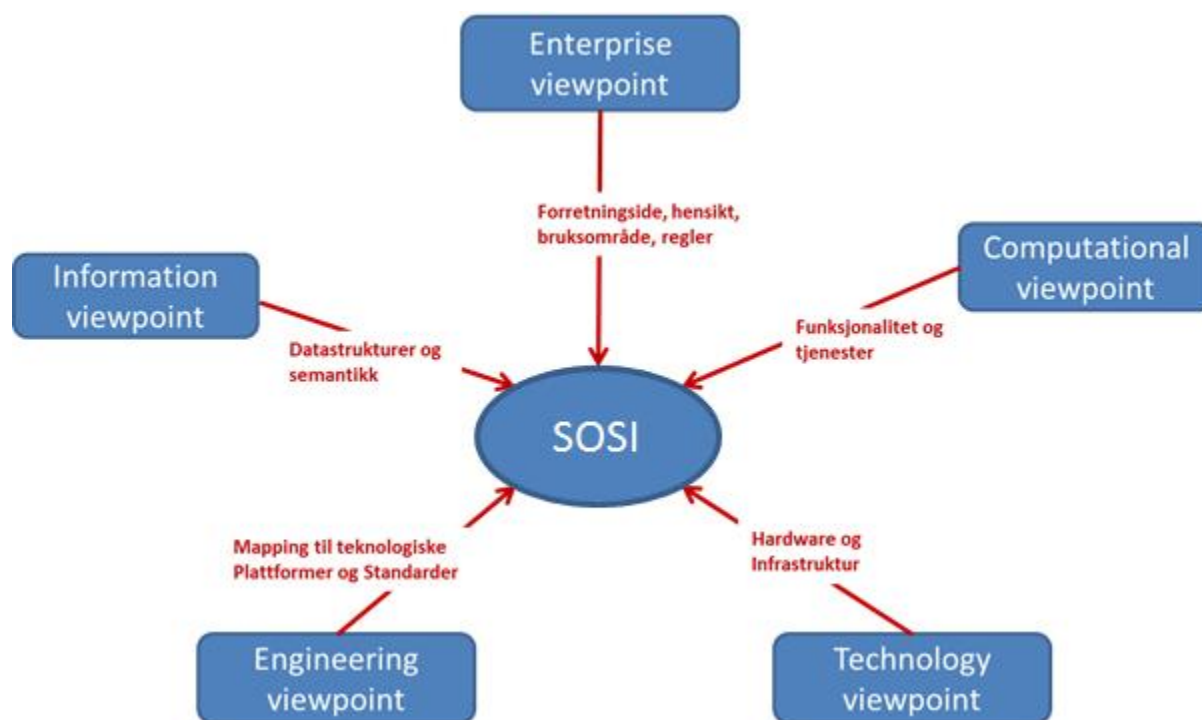 Enterprise
viewpoint
Forretningside, hensikt,
bruksområde, regler
Information
viewpoint
Computational
viewpoint
Datastrukturer og
semantikk
Funksjonalitet og
tjenester
SOSI
Mapping til teknologiske
Plattformer og Standarder
Hardware og
Infrastruktur
Engineering
viewpoint
Technology
viewpoint